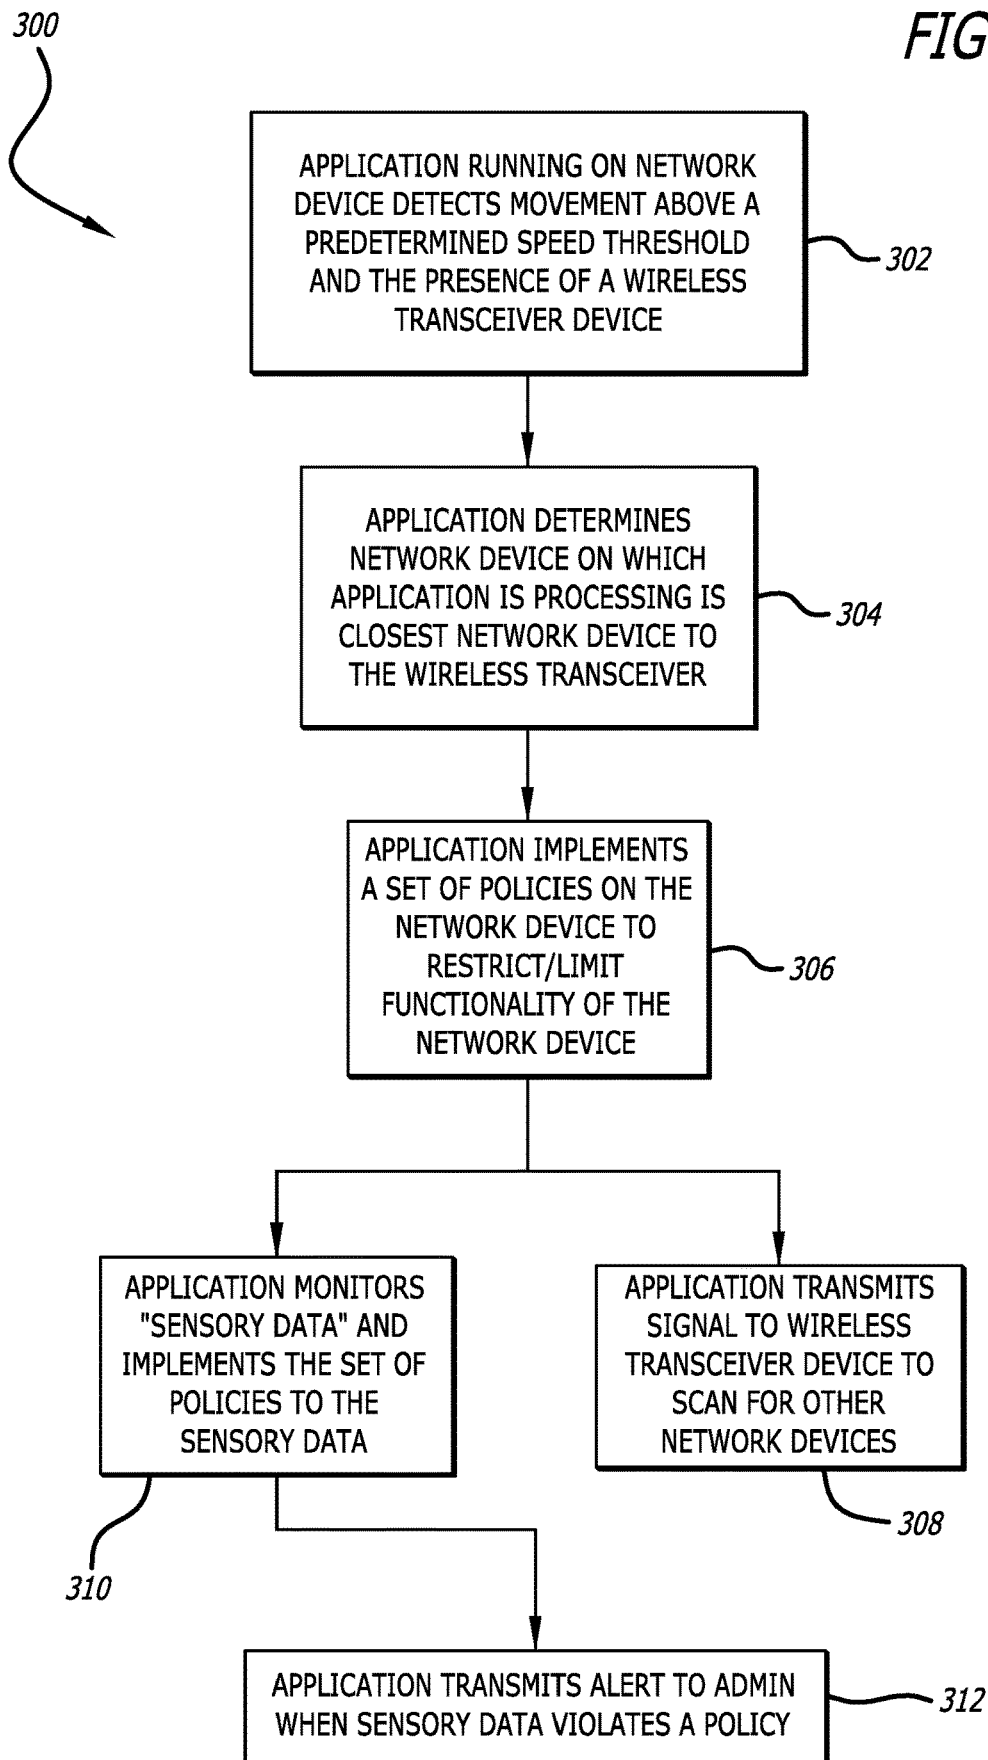 300
FIG
APPLICATION RUNNING ON NETWORK
DEVICE DETECTS MOVEMENT ABOVE A
PREDETERMINED SPEED THRESHOLD
AND THE PRESENCE OF A WIRELESS
TRANSCEIVER DEVICE
302
APPLICATION DETERMINES
NETWORK DEVICE ON WHICH
APPLICATION IS PROCESSING IS
CLOSEST NETWORK DEVICE TO
THE WIRELESS TRANSCEIVER
304
APPLICATION IMPLEMENTS
A SET OF POLICIES ON THE
NETWORK DEVICE TO
RESTRICT/LIMIT
FUNCTIONALITY OF THE
NETWORK DEVICE
306
APPLICATION MONITORS
"SENSORY DATA" AND
IMPLEMENTS THE SET OF
POLICIES TO THE
SENSORY DATA
310
APPLICATION TRANSMITS
SIGNAL TO WIRELESS
TRANSCEIVER DEVICE TO
SCAN FOR OTHER
NETWORK DEVICES
308
APPLICATION TRANSMITS ALERT TO ADMIN
WHEN SENSORY DATA VIOLATES A POLICY
312